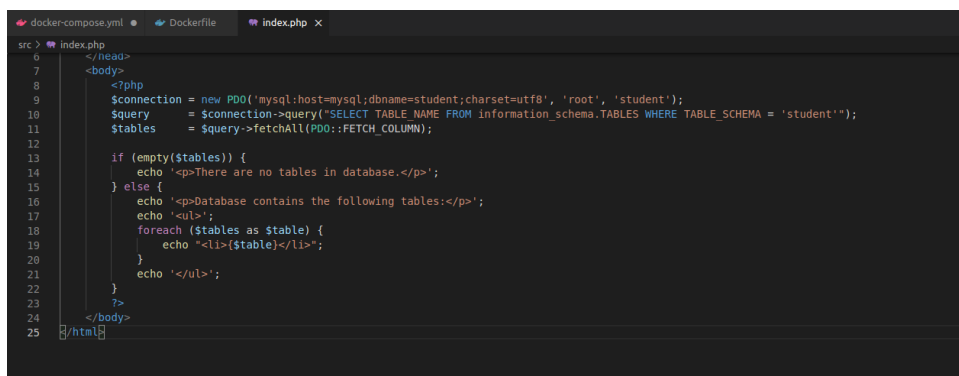 docker-compose.yml ● Dockerfile index.php ×
src > index.php
6 </head>
7 <body>
8 <?php
9 $connection = new PDO('mysql:host=mysql;dbname=student;charset=utf8', 'root', 'student');
10 $query = $connection->query("SELECT TABLE_NAME FROM information_schema.TABLES WHERE TABLE_SCHEMA = 'student'");
11 $tables = $query->fetchAll(PDO::FETCH_COLUMN);
12
13 if (empty($tables)) {
14 echo '<p>There are no tables in database.</p>';
15 } else {
16 echo '<p>Database contains the following tables:</p>';
17 echo '<ul>';
18 foreach ($tables as $table) {
19 echo "<li>{$table}</li>";
20 }
21 echo '</ul>';
22 }
23 ?>
24 </body>
25 </html>